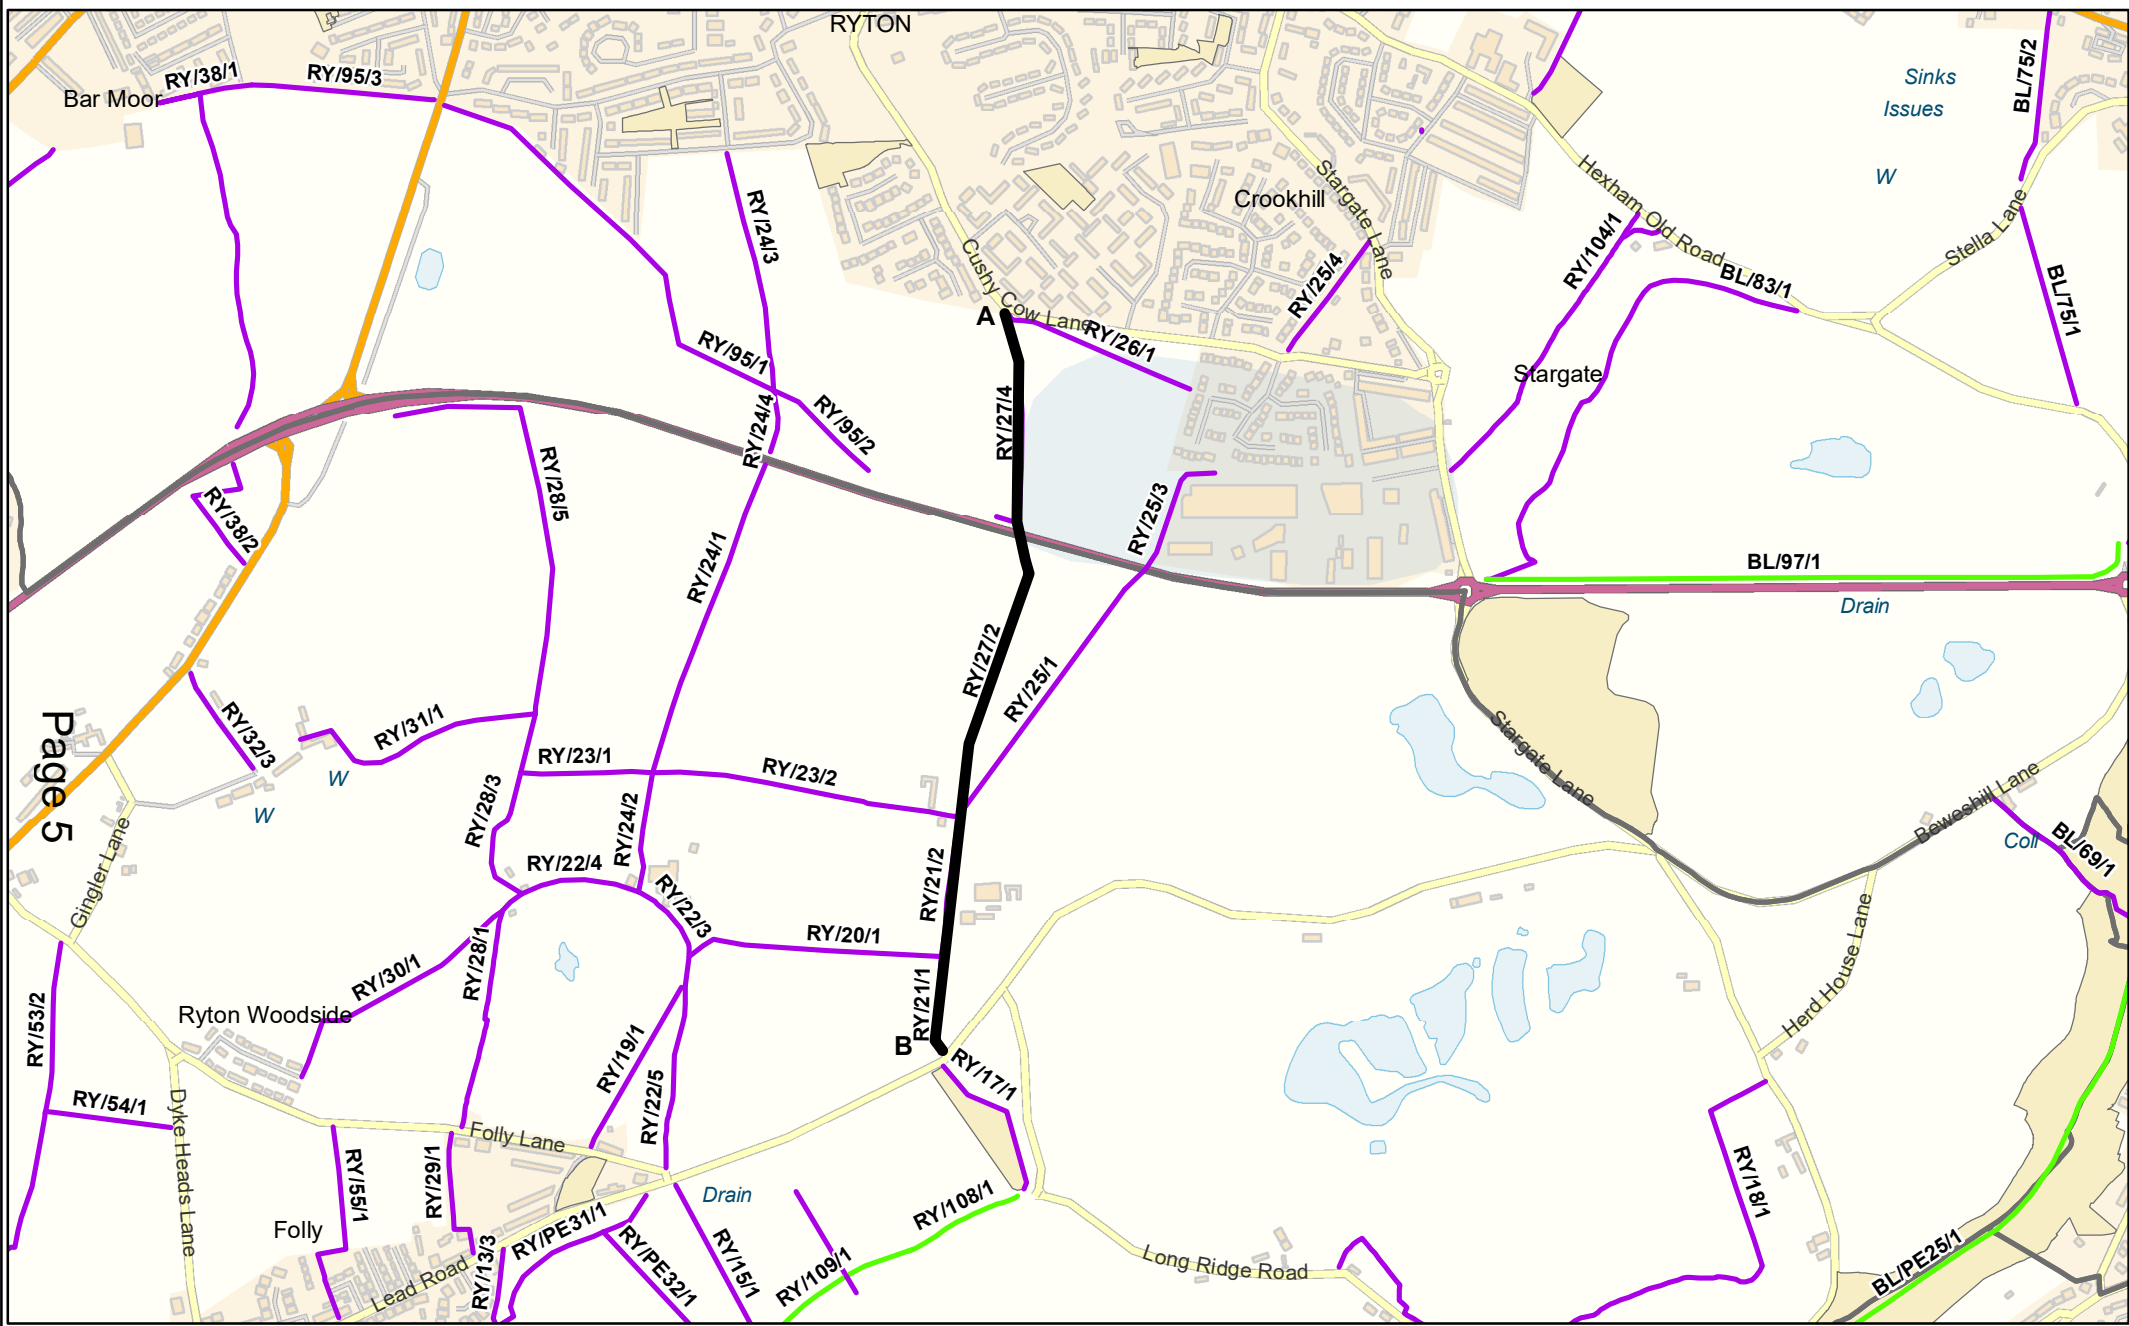 RYTON
RY/38/1
RY/95/3
Bar Moor
BL/75/2
Sinks
Issues
W
Hexham Old Road
Stargate Lane
Crookhill
RY/24/3
RY/104/1
Stella Lane
Cushy Cow Lane
RY/25/4
BL/83/1
BL/75/1
A
RY/26/1
RY/95/1
Stargate
RY/24/4
RY/95/2
RY/27/4
RY/28/5
RY/38/2
RY/25/3
RY/24/1
BL/97/1
Drain
RY/27/2
RY/25/1
Page 5
RY/32/3
RY/31/1
W
W
RY/23/1
RY/23/2
Stargate Lane
RY/28/3
RY/24/2
Beweshill Lane
Coll
BL/69/1
Gingler Lane
RY/22/4
RY/22/3
RY/21/2
RY/20/1
RY/28/1
RY/30/1
Herd House Lane
RY/53/2
Ryton Woodside
RY/21/1
B
RY/19/1
RY/17/1
RY/22/5
RY/54/1
Dyke Heads Lane
Folly Lane
RY/55/1
RY/29/1
Drain
RY/18/1
RY/108/1
Folly
RY/PE31/1
RY/PE32/1
RY/15/1
RY/109/1
Long Ridge Road
BL/PE25/1
Lead Road
RY/13/3